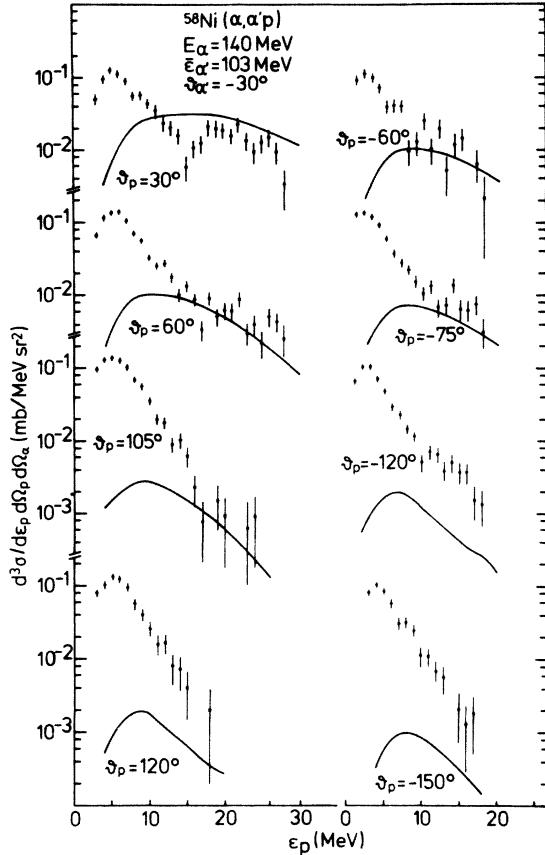 ⁵⁸Ni (α,α'p)
Eα = 140 MeV
ε̄α' = 103 MeV
ϑα' = -30°
10⁻¹
10⁻²
ϑp = 30°
ϑp = -60°
10⁻¹
10⁻²
ϑp = 60°
ϑp = -75°
10⁻¹
10⁻²
10⁻³
ϑp = 105°
ϑp = -120°
10⁻¹
10⁻²
10⁻³
ϑp = 120°
ϑp = -150°
0 10 20 30 0 10 20
εp (MeV)
d³σ/dεp dΩp dΩα (mb/MeV sr²)